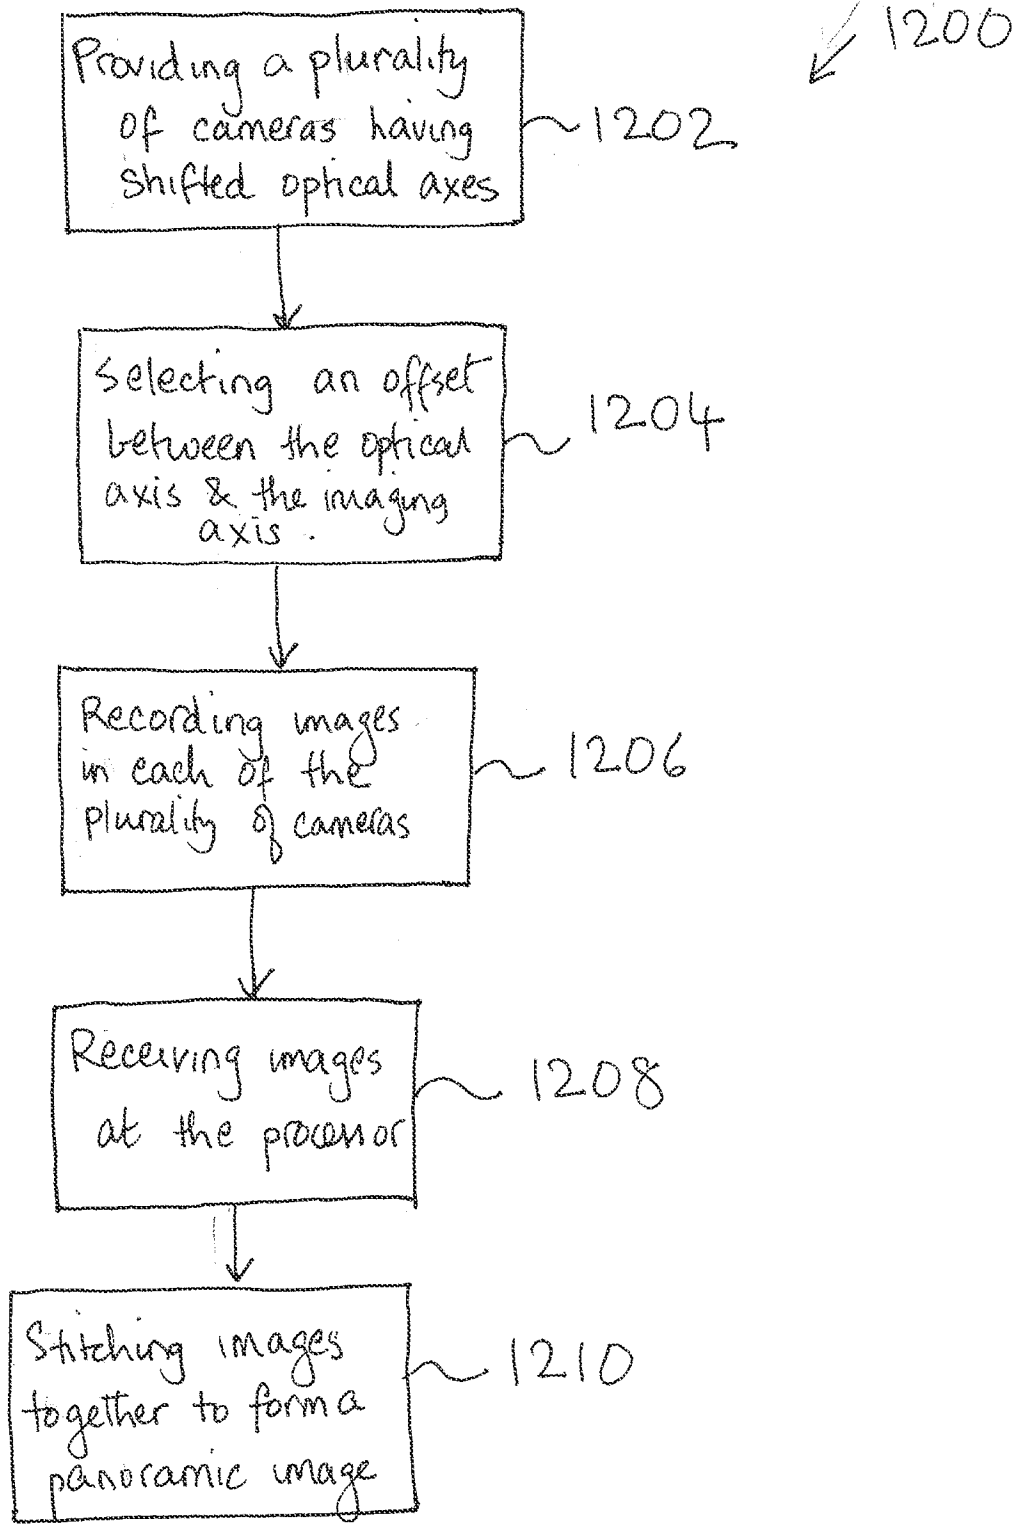 1200
Providing a plurality
of cameras having
shifted optical axes
1202
Selecting an offset
between the optical
axis & the imaging
axis.
1204
Recording images
in each of the
plurality of cameras
1206
Receiving images
at the processor
1208
Stitching images
together to form a
panoramic image
1210